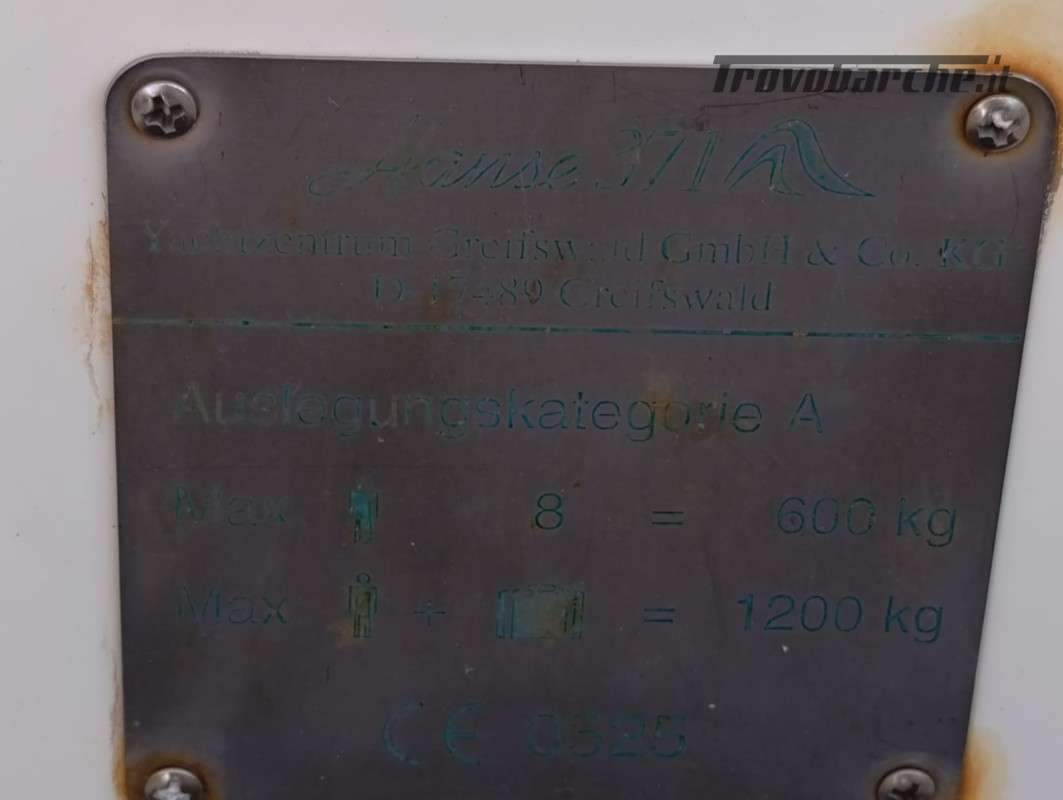 Trovobarche.it
Hanse 371
Yachtzentrum Greifswald GmbH & Co. KG
D-17489 Greifswald
Auslegungskategorie A
Max 8 = 600 kg
Max + = 1200 kg
CE 0525